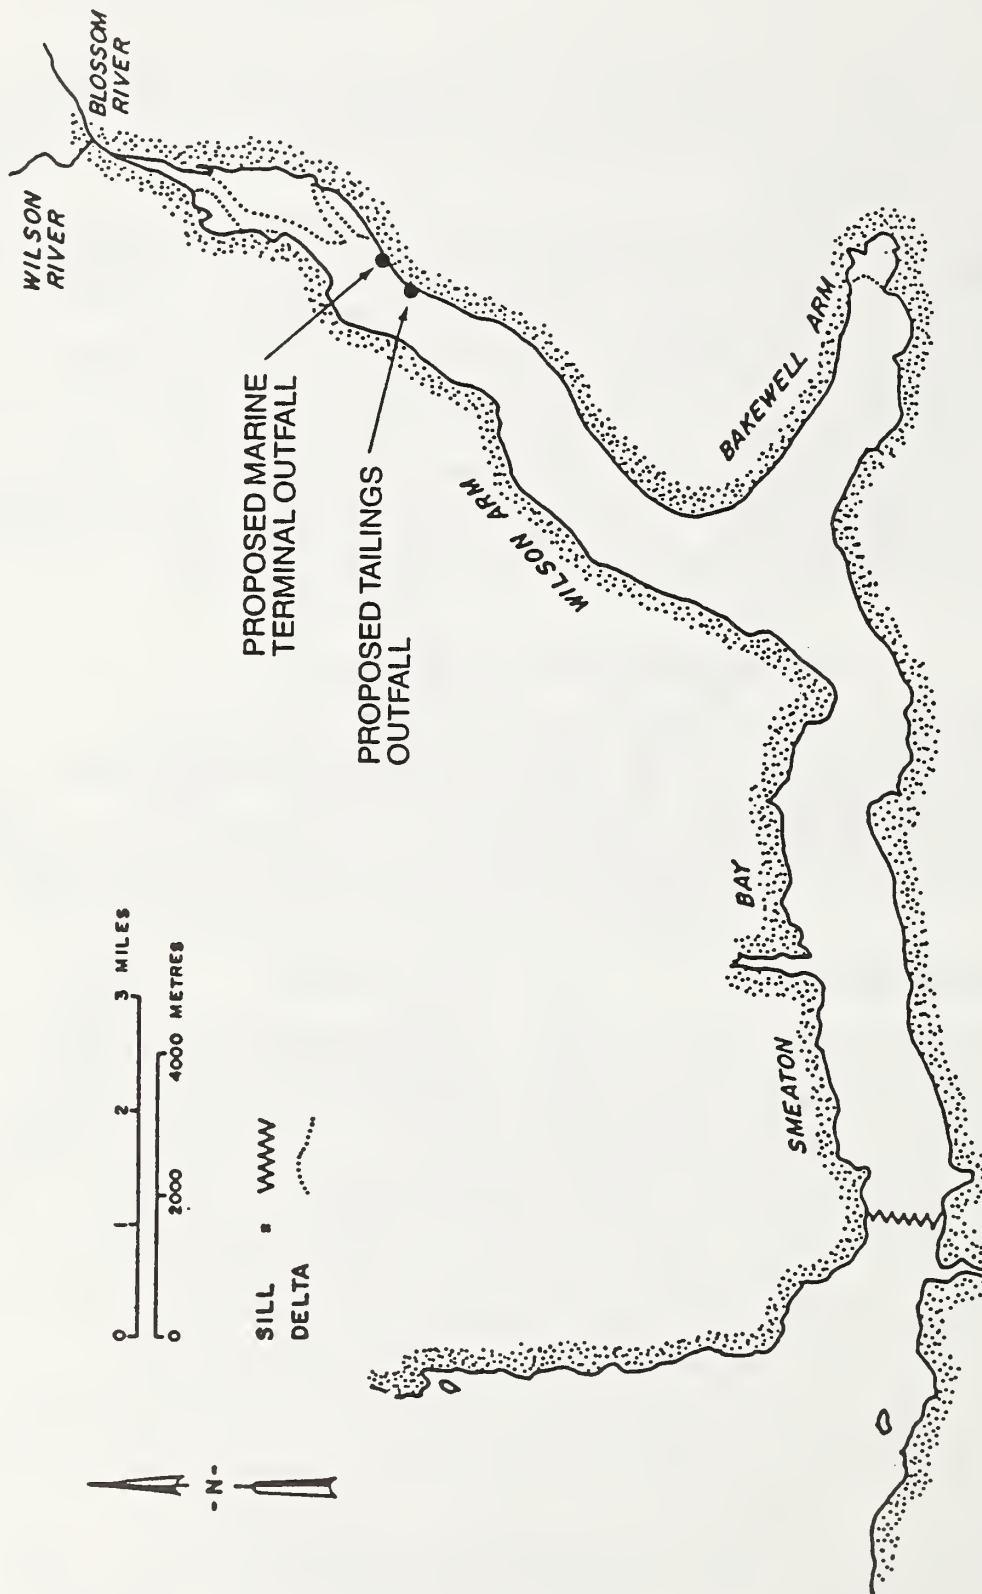 WILSON
RIVER
BLOSSOM
RIVER
PROPOSED MARINE
TERMINAL OUTFALL
PROPOSED TAILINGS
OUTFALL
WILSON ARM
BAKEWELL ARM
SMEATON BAY
0 1 2 3 MILES
0 2000 4000 METRES
SILL =
DELTA
-N-